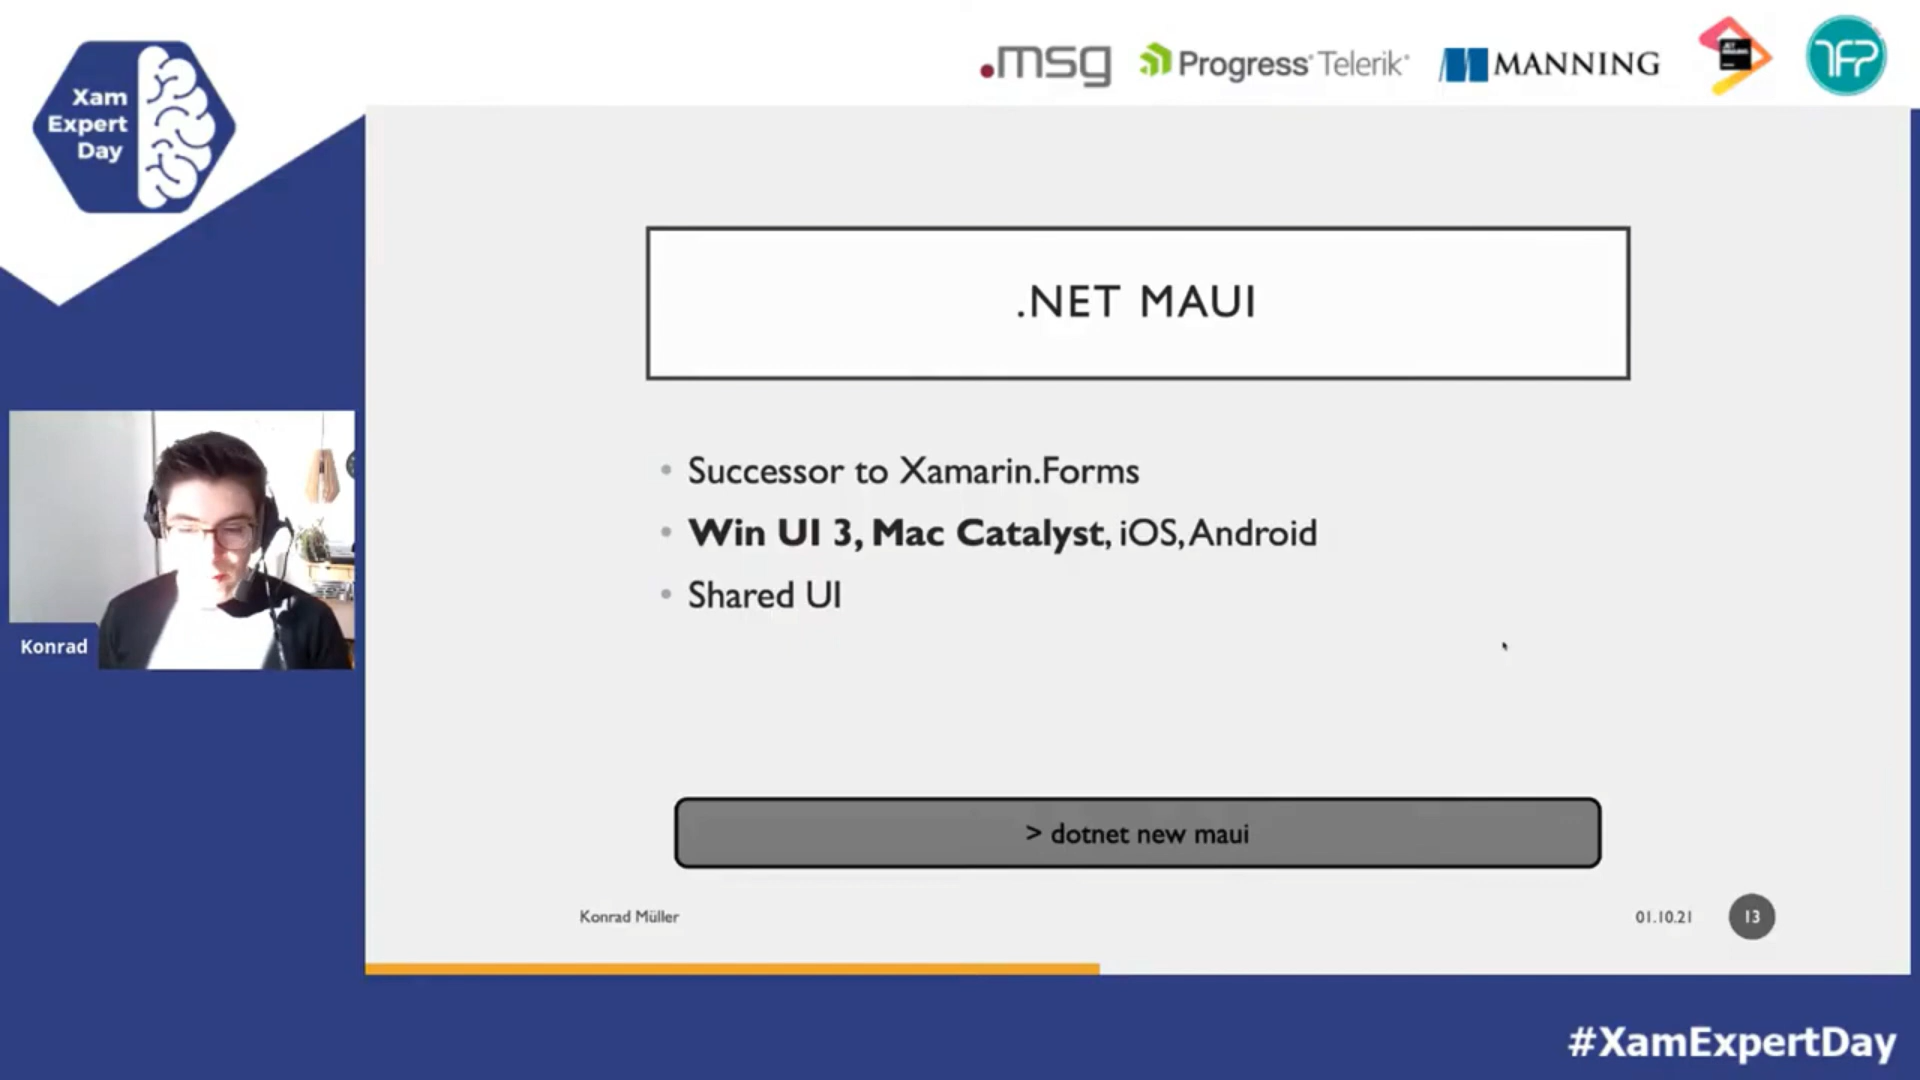 Xam
Expert
Day
.msg
Progress Telerik
MANNING
TFP
.NET MAUI
Successor to Xamarin.Forms
Win UI 3, Mac Catalyst, iOS, Android
Shared UI
Konrad
> dotnet new maui
Konrad Müller
01.10.21
13
#XamExpertDay